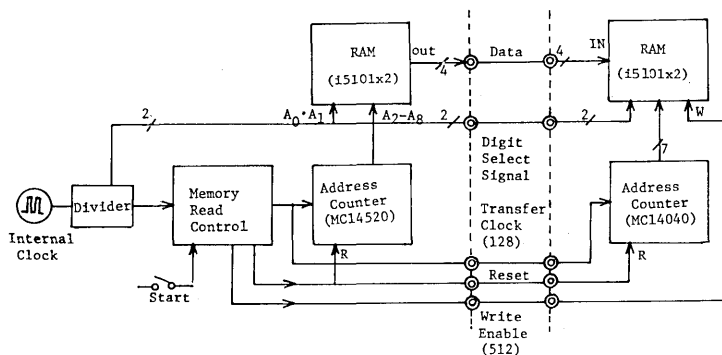 RAM
(i5101x2)
out
4
Data
4
IN
RAM
(i5101x2)
W
2
A0·A1
A2-A8
2
2
Digit
Select
Signal
7
Internal
Clock
Divider
Memory
Read
Control
Address
Counter
(MC14520)
R
Transfer
Clock
(128)
Address
Counter
(MC14040)
R
Start
Reset
Write
Enable
(512)